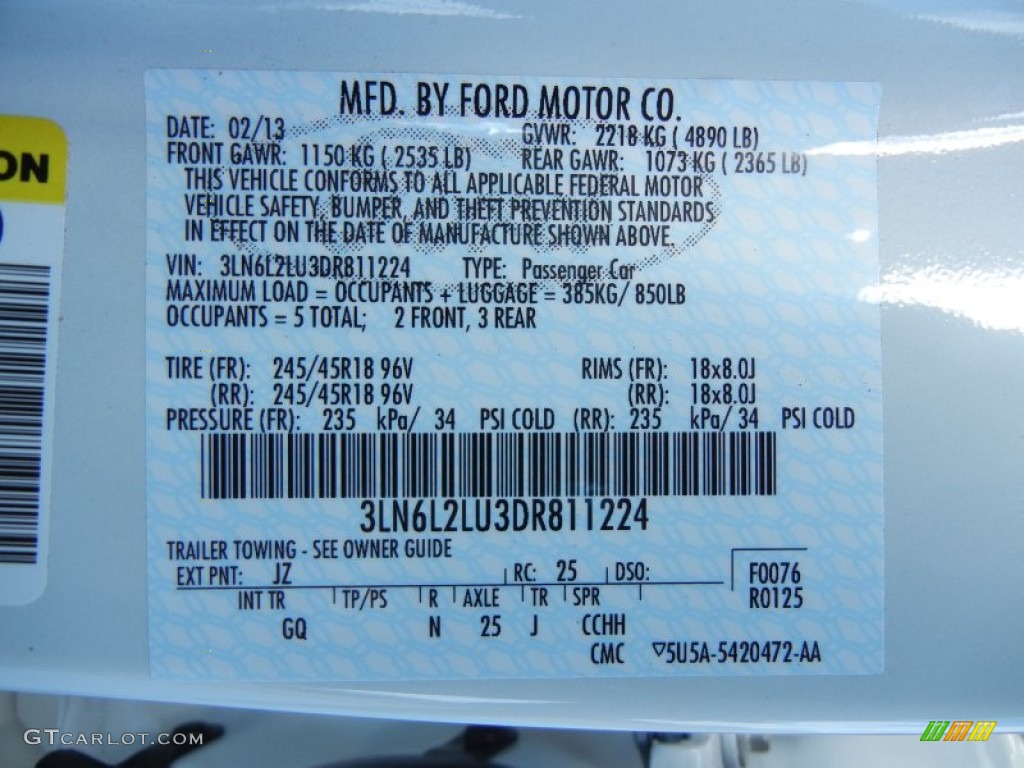 MFD. BY FORD MOTOR CO.
DATE: 02/13 GVWR: 2218 KG ( 4890 LB)
FRONT GAWR: 1150 KG ( 2535 LB) REAR GAWR: 1073 KG ( 2365 LB)
THIS VEHICLE CONFORMS TO ALL APPLICABLE FEDERAL MOTOR
VEHICLE SAFETY, BUMPER, AND THEFT PREVENTION STANDARDS
IN EFFECT ON THE DATE OF MANUFACTURE SHOWN ABOVE.
VIN: 3LN6L2LU3DR811224 TYPE: Passenger Car
MAXIMUM LOAD = OCCUPANTS + LUGGAGE = 385KG/ 850LB
OCCUPANTS = 5 TOTAL; 2 FRONT, 3 REAR
TIRE (FR): 245/45R18 96V RIMS (FR): 18x8.0J
(RR): 245/45R18 96V (RR): 18x8.0J
PRESSURE (FR): 235 kPa/ 34 PSI COLD (RR): 235 kPa/ 34 PSI COLD
3LN6L2LU3DR811224
TRAILER TOWING - SEE OWNER GUIDE
EXT PNT: JZ RC: 25 DSO: F0076
INT TR TP/PS R AXLE TR SPR R0125
GQ N 25 J CCHH
CMC ▽5U5A-5420472-AA
ON
GTCARLOT.COM